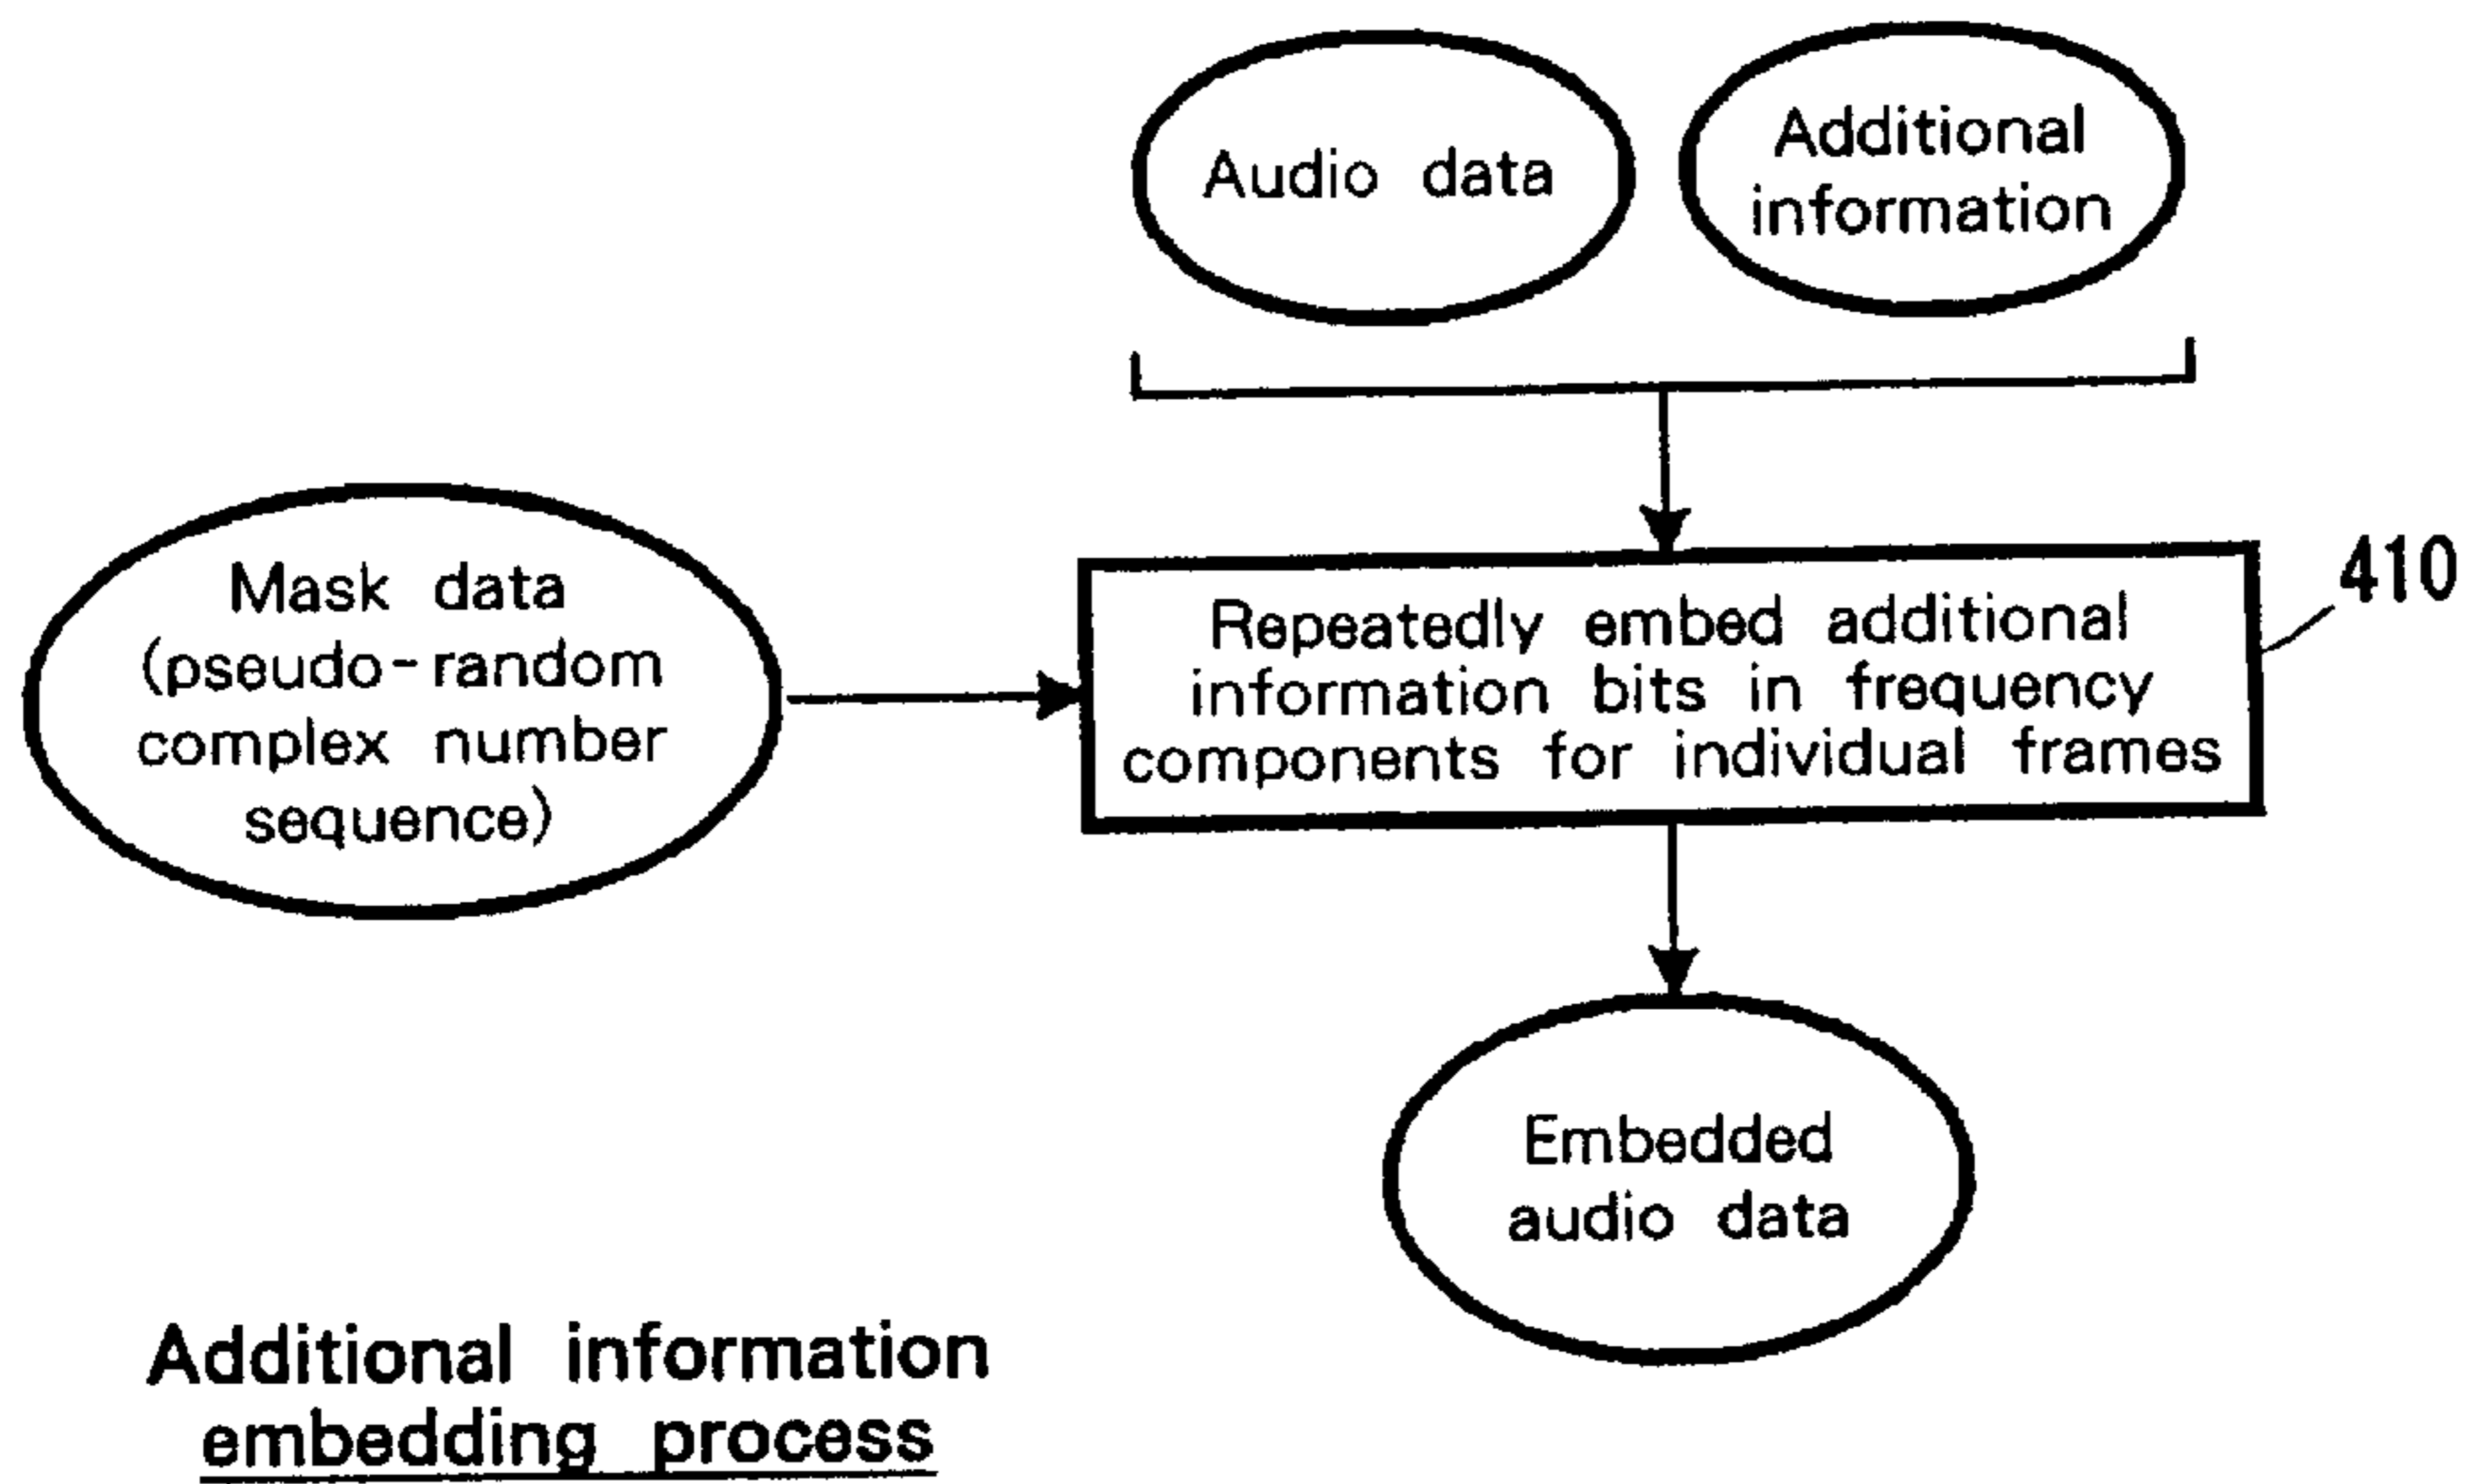 Audio data
Additional
information
Mask data
(pseudo-random
complex number
sequence)
410
Repeatedly embed additional
information bits in frequency
components for individual frames
Embedded
audio data
Additional information
embedding process